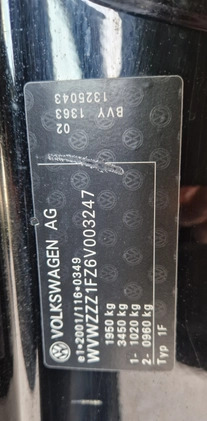 VOLKSWAGEN AG
e1*2001/116*0349
WVWZZZ1FZ6V003247
1950 kg
3450 kg
1- 1020 kg
2- 0960 kg
Typ 1F
02
BVY 1363
1325043